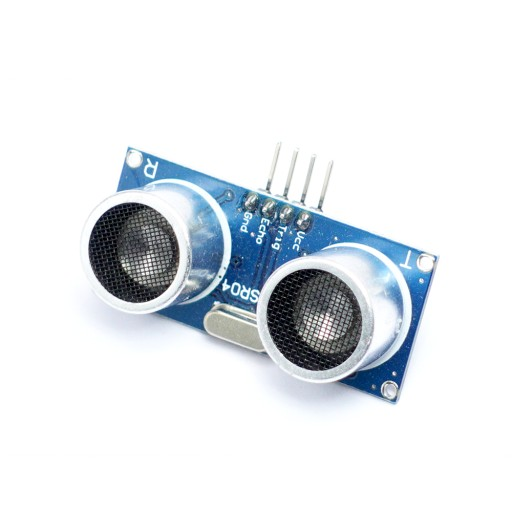 R
Gnd
Echo
Trig
Vcc
T
SR04